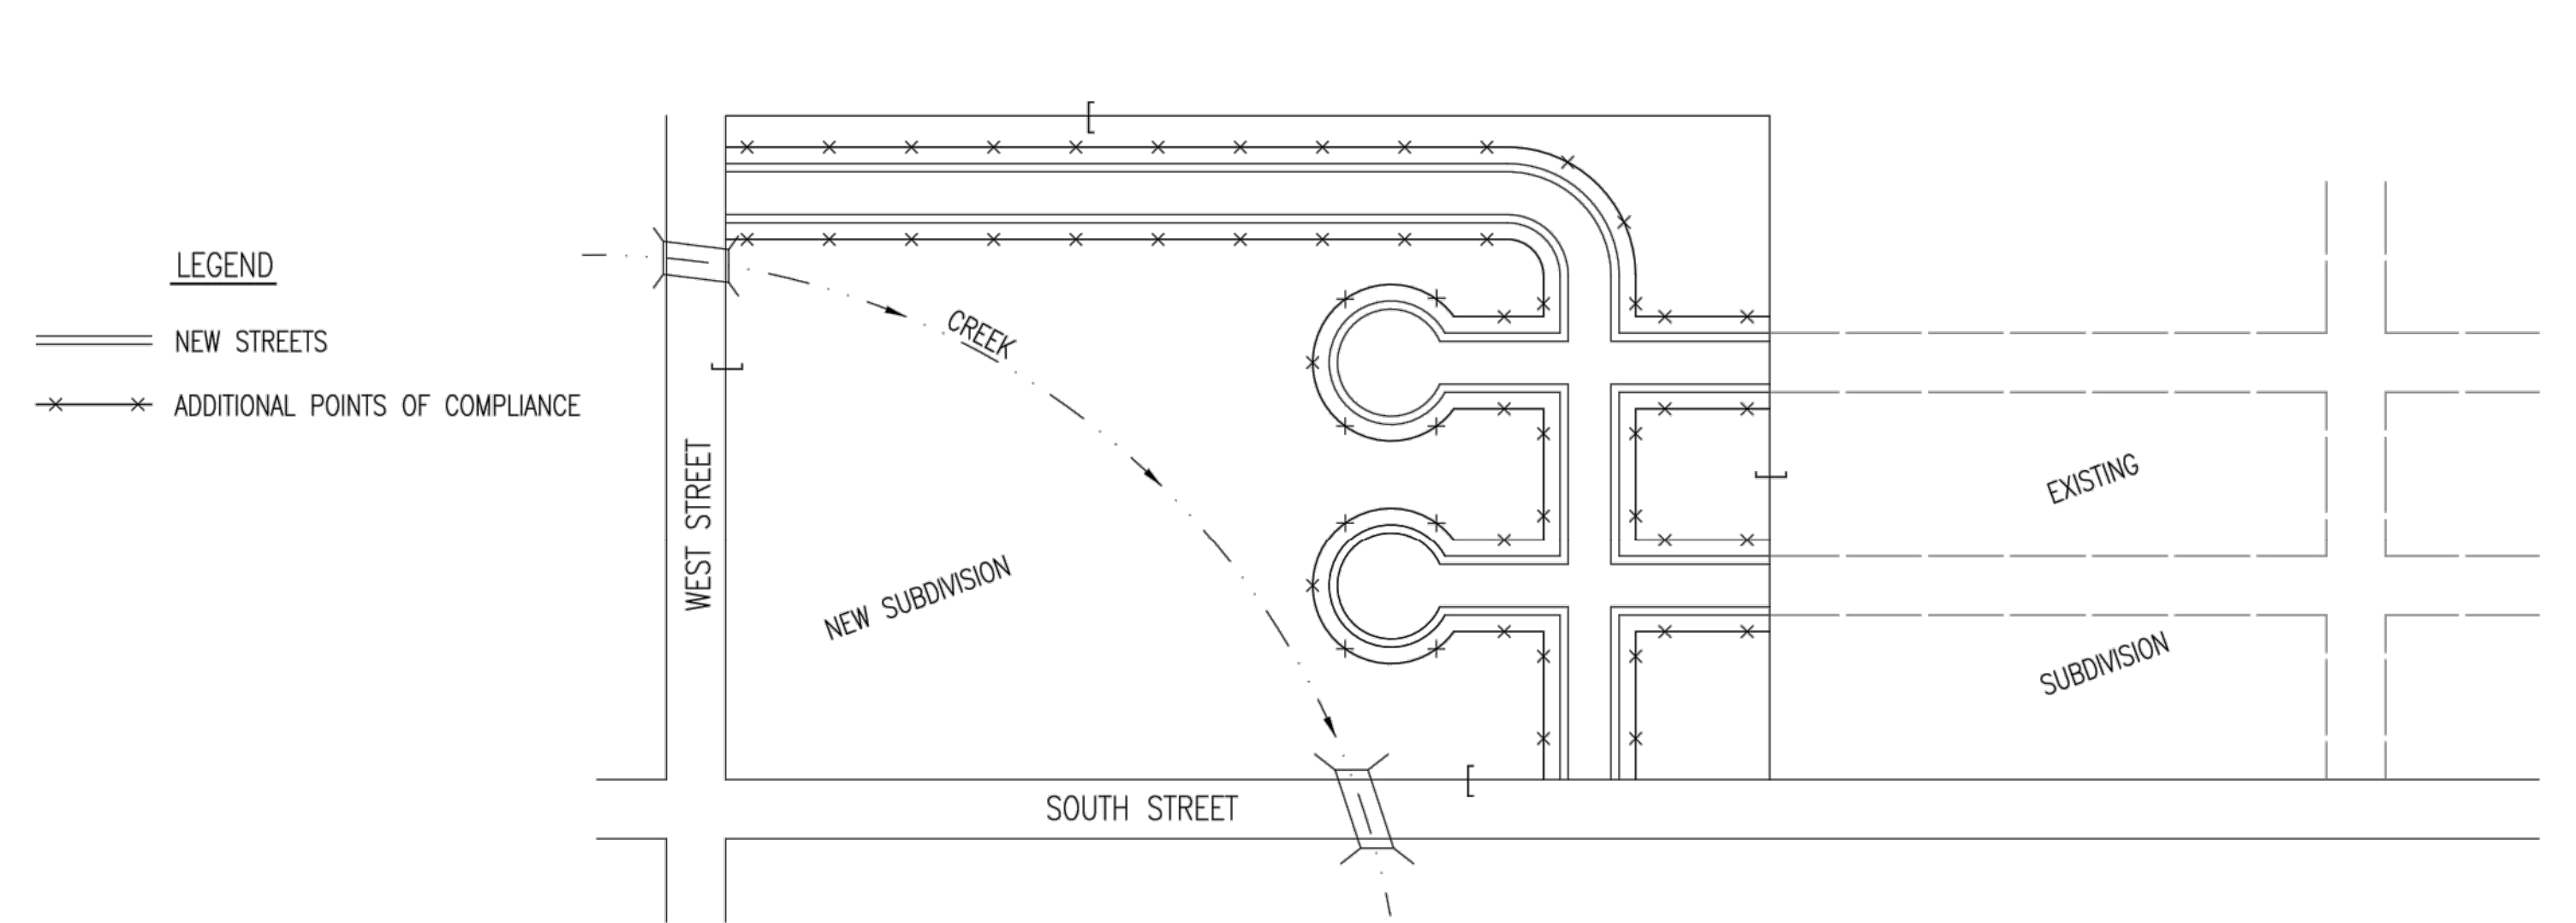 LEGEND
NEW STREETS
ADDITIONAL POINTS OF COMPLIANCE
CREEK
WEST STREET
NEW SUBDIVISION
EXISTING
SUBDIVISION
SOUTH STREET